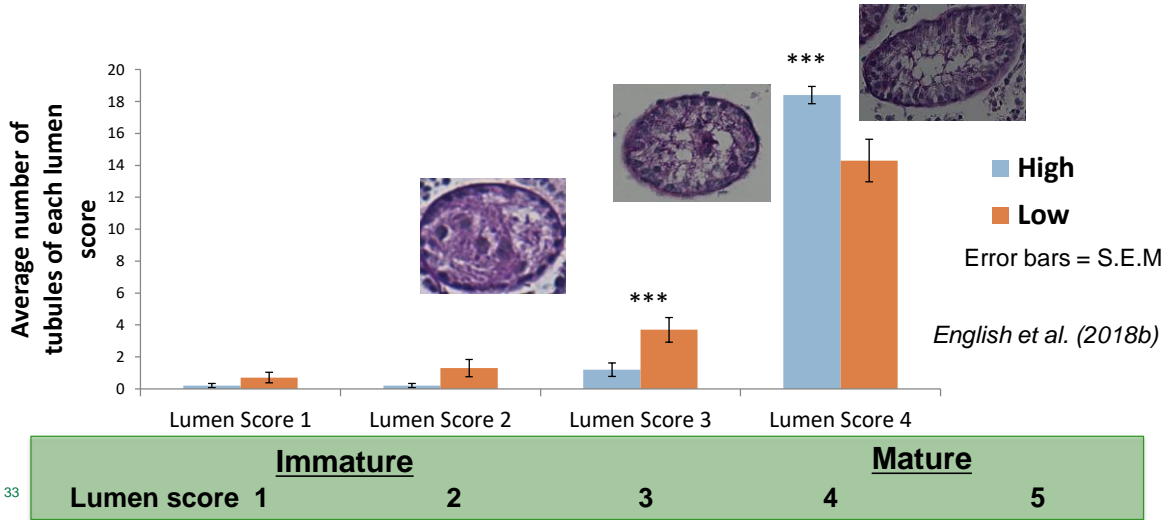 Average number of
tubules of each lumen
score
20
18
16
14
12
10
8
6
4
2
0
***
***
High
Low
Error bars = S.E.M
English et al. (2018b)
Lumen Score 1 Lumen Score 2 Lumen Score 3 Lumen Score 4
Immature Mature
Lumen score 1 2 3 4 5
33